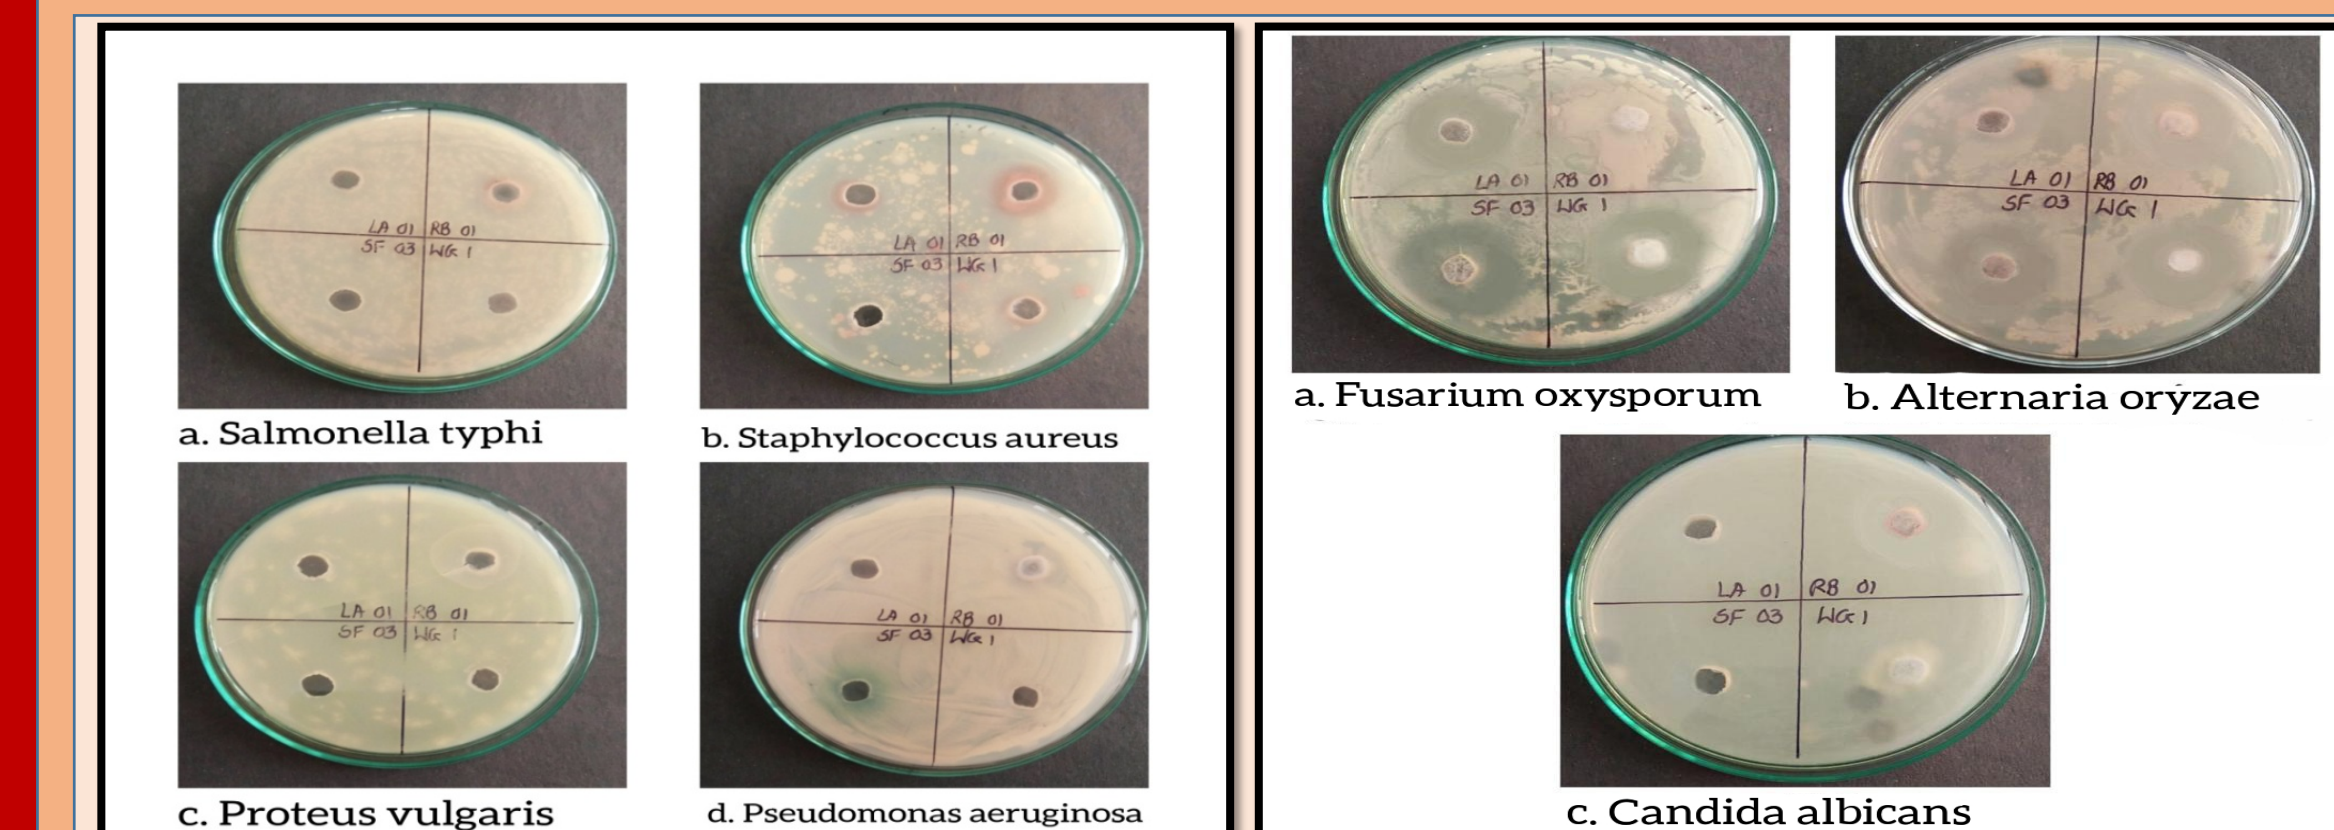 LA 01 RB 01
SF 03 WG 1
a. Salmonella typhi
LA 01 RB 01
SF 03 WG 1
b. Staphylococcus aureus
LA 01 RB 01
SF 03 WG 1
c. Proteus vulgaris
LA 01 RB 01
SF 03 WG 1
d. Pseudomonas aeruginosa
LA 01 RB 01
SF 03 WG 1
a. Fusarium oxysporum
LA 01 RB 01
SF 03 WG 1
b. Alternaria orýzae
LA 01 RB 01
SF 03 WG 1
c. Candida albicans